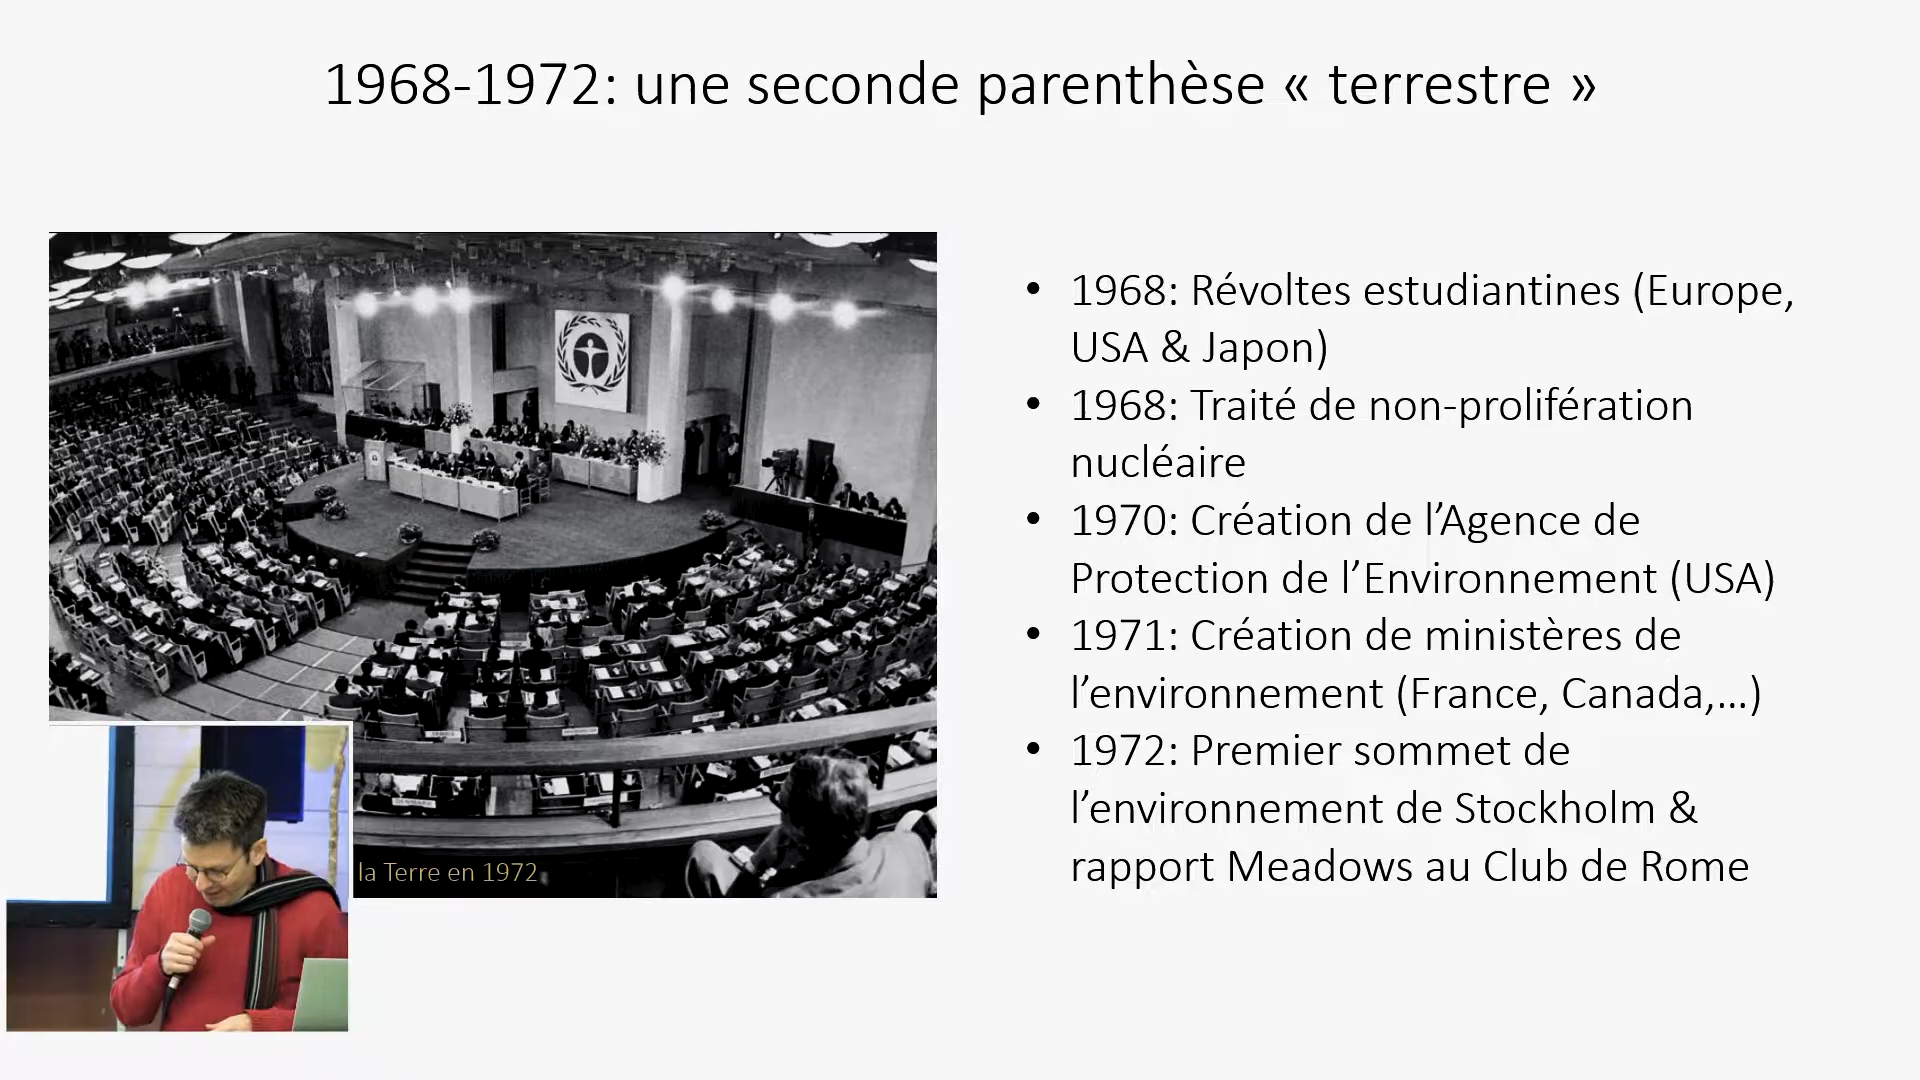 1968-1972: une seconde parenthèse « terrestre »
• 1968: Révoltes estudiantines (Europe,
USA & Japon)
• 1968: Traité de non-prolifération
nucléaire
• 1970: Création de l’Agence de
Protection de l’Environnement (USA)
• 1971: Création de ministères de
l’environnement (France, Canada,…)
• 1972: Premier sommet de
l’environnement de Stockholm &
rapport Meadows au Club de Rome
la Terre en 1972